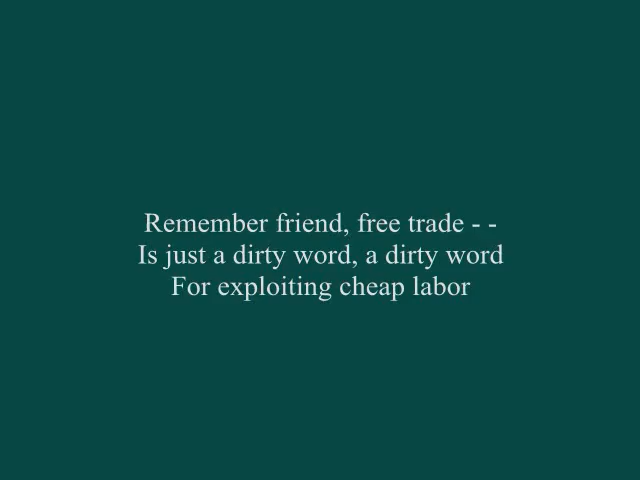 Remember friend, free trade - -
Is just a dirty word, a dirty word
For exploiting cheap labor